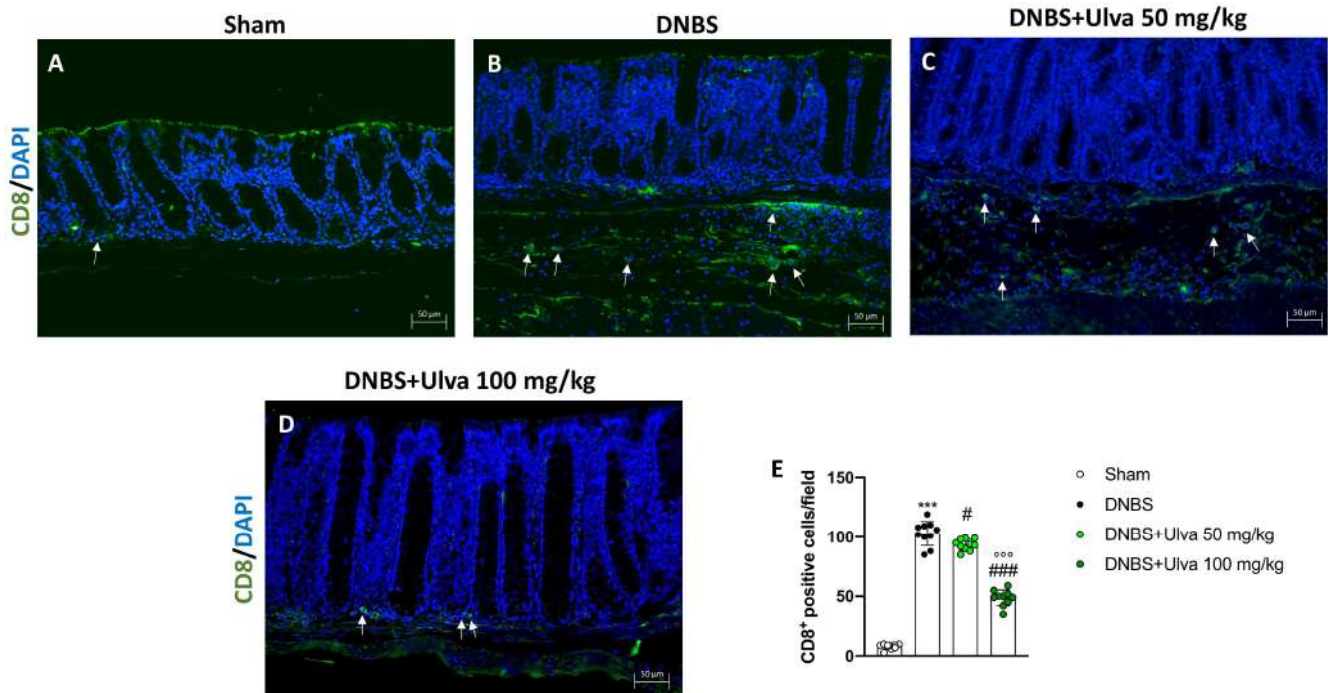 Sham
DNBS
DNBS+Ulva 50 mg/kg
CD8/DAPI
A
B
C
50 µm
50 µm
50 µm
DNBS+Ulva 100 mg/kg
CD8/DAPI
D
50 µm
E
CD8⁺ positive cells/field
150
100
50
0
***
#
°°°
###
Sham
DNBS
DNBS+Ulva 50 mg/kg
DNBS+Ulva 100 mg/kg